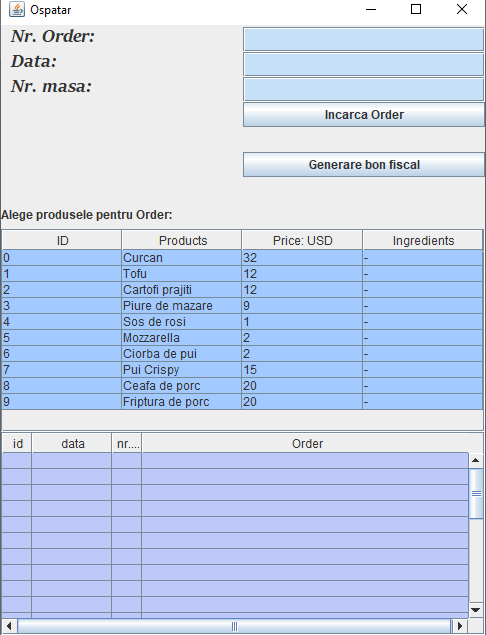 Ospatar
Nr. Order:
Data:
Nr. masa:
Incarca Order
Generare bon fiscal
Alege produsele pentru Order:
ID Products Price: USD Ingredients
0 Curcan 32 -
1 Tofu 12 -
2 Cartofi prajiti 12 -
3 Piure de mazare 9 -
4 Sos de rosi 1 -
5 Mozzarella 2 -
6 Ciorba de pui 2 -
7 Pui Crispy 15 -
8 Ceafa de porc 20 -
9 Friptura de porc 20 -
id data nr.... Order